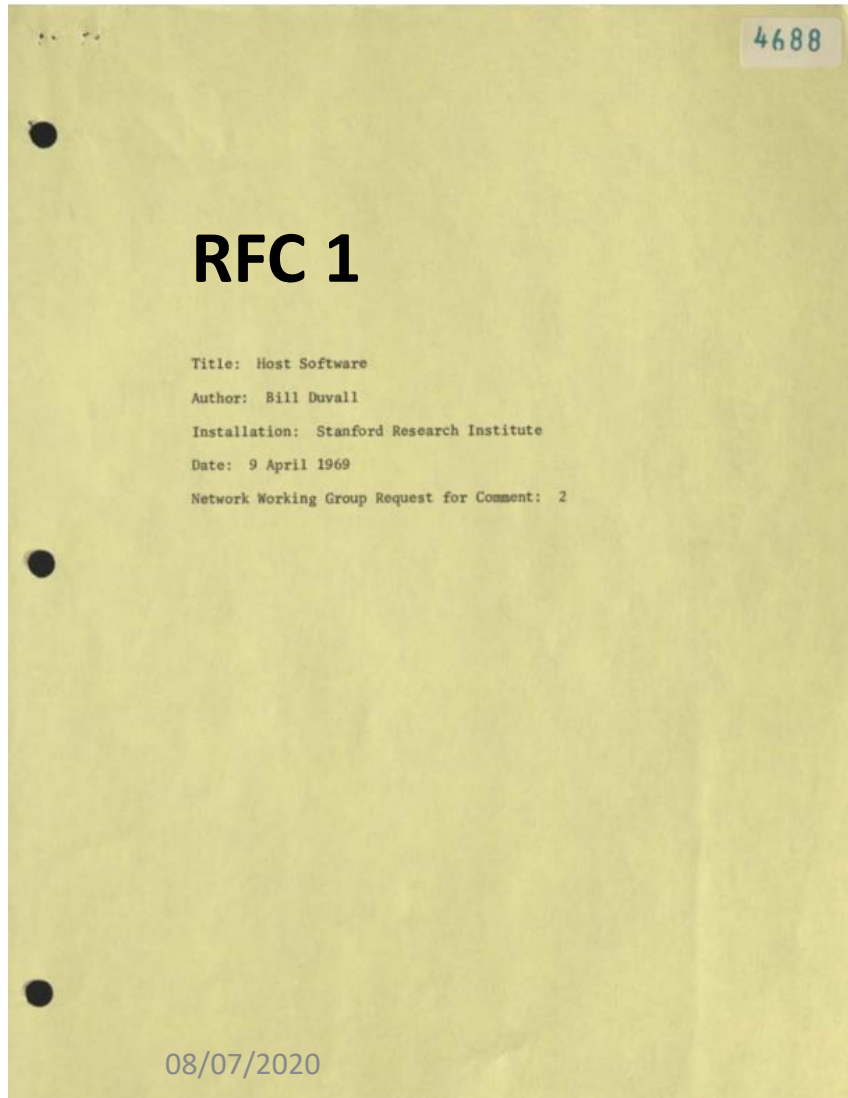 4688
RFC 1
Title: Host Software
Author: Bill Duvall
Installation: Stanford Research Institute
Date: 9 April 1969
Network Working Group Request for Comment: 2
08/07/2020